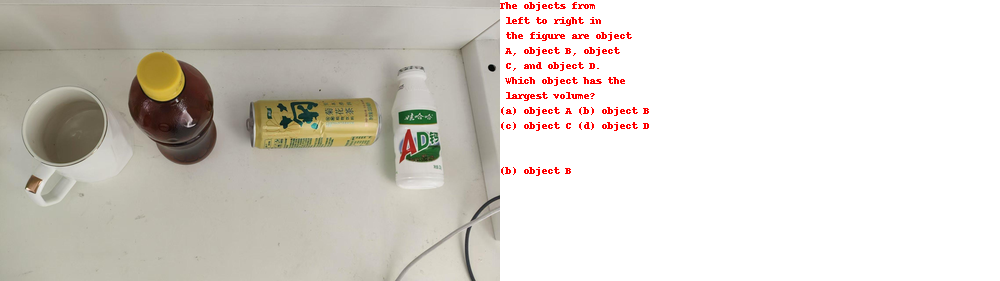 The objects from
left to right in
the figure are object
A, object B, object
C, and object D.
Which object has the
largest volume?
(a) object A (b) object B
(c) object C (d) object D
(b) object B
AD